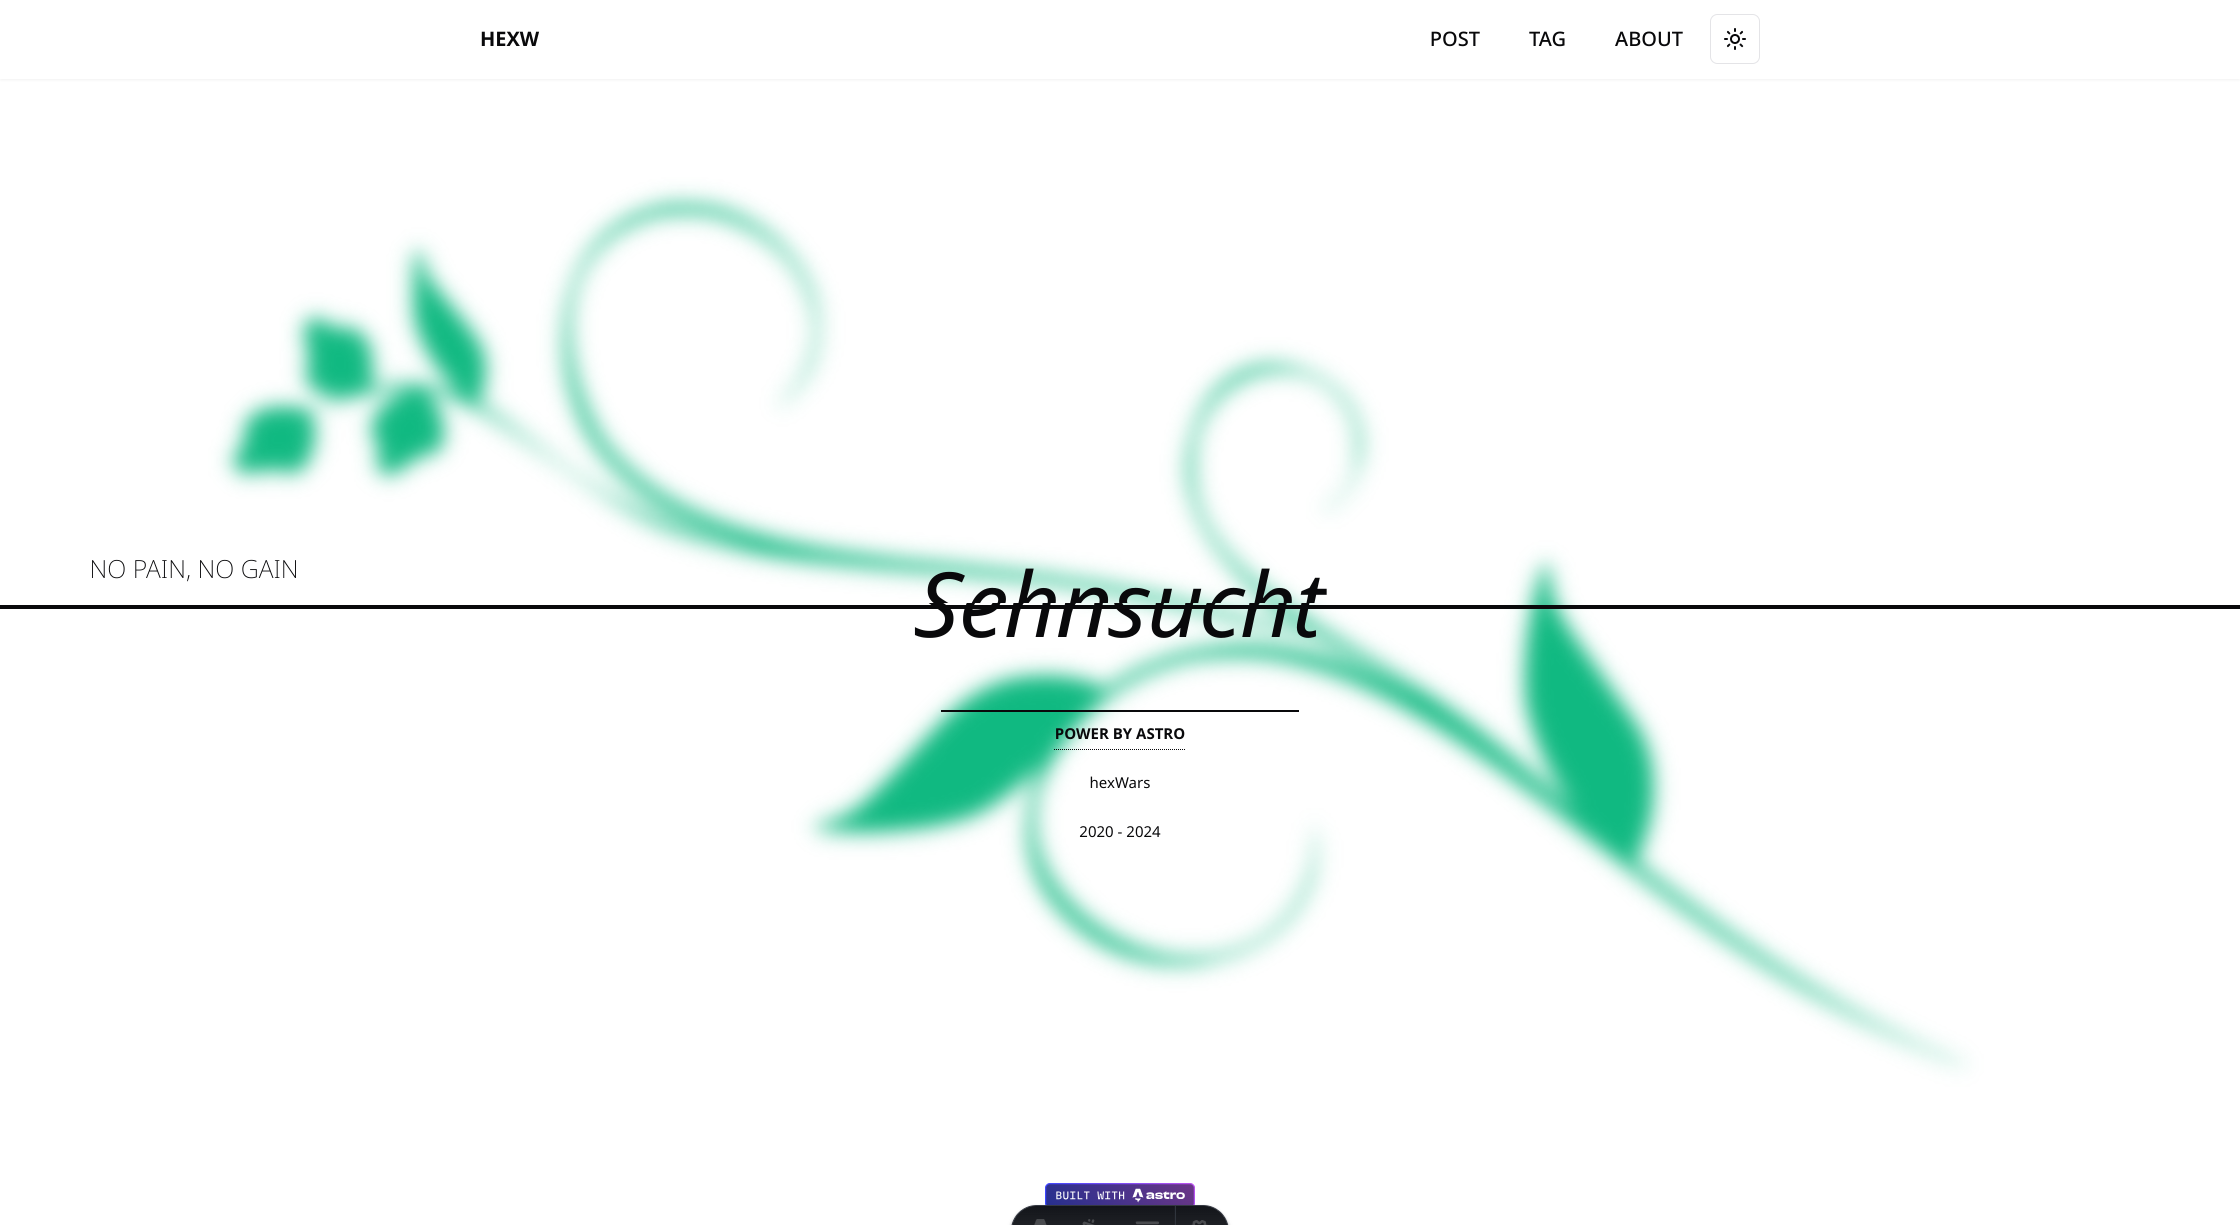 HEXW
POST TAG ABOUT
NO PAIN, NO GAIN
Sehnsucht
POWER BY ASTRO
hexWars
2020 - 2024
BUILT WITH astro